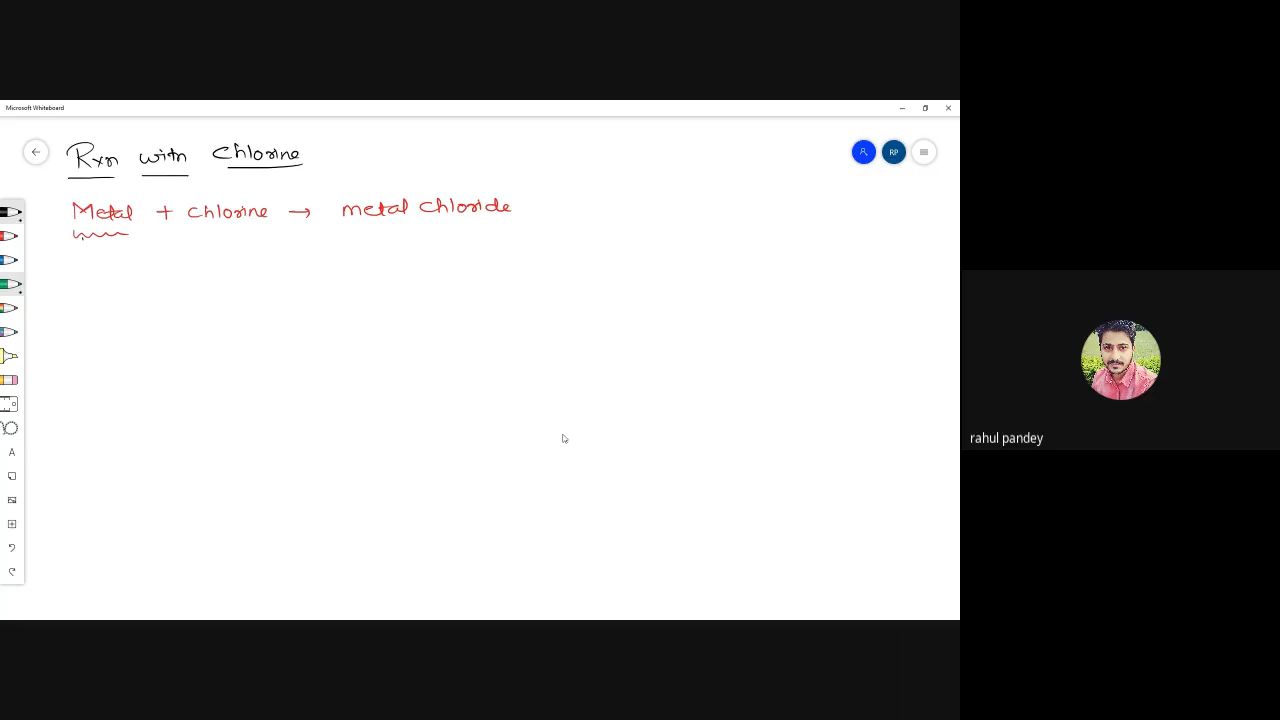 Microsoft Whiteboard
Rxn with Chlorine
RP
Metal + chlorine → metal chloride
A
rahul pandey